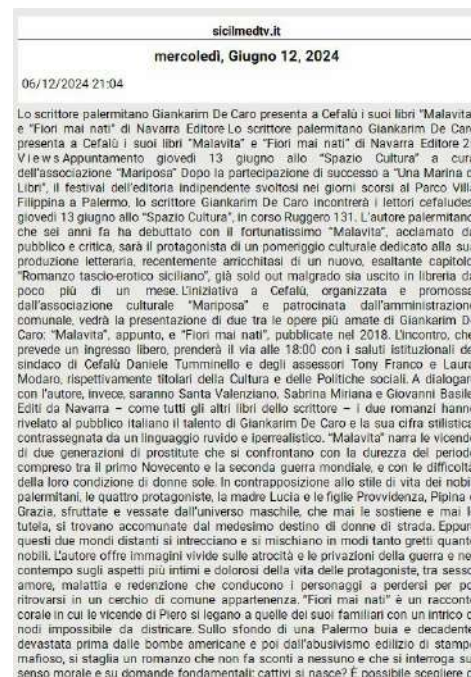 sicilmedtv.it
mercoledì, Giugno 12, 2024
06/12/2024 21:04
Lo scrittore palermitano Giankarim De Caro presenta a Cefalù i suoi libri "Malavita"
e "Fiori mai nati" di Navarra Editore Lo scrittore palermitano Giankarim De Caro
presenta a Cefalù i suoi libri "Malavita" e "Fiori mai nati" di Navarra Editore 2
Views Appuntamento giovedì 13 giugno allo "Spazio Cultura" a cura
dell'associazione "Mariposa" Dopo la partecipazione di successo a "Una Marina d
Libri", il festival dell'editoria indipendente svoltosi nei giorni scorsi al Parco Villa
Filippina a Palermo, lo scrittore Giankarim De Caro incontrerà i lettori cefaludesi
giovedì 13 giugno allo "Spazio Cultura", in corso Ruggero 131. L'autore palermitano
che sei anni fa ha debuttato con il fortunatissimo "Malavita", acclamato da
pubblico e critica, sarà il protagonista di un pomeriggio culturale dedicato alla su
produzione letteraria, recentemente arricchitasi di un nuovo, esaltante capitolo
"Romanzo tascio-erotico siciliano", già sold out malgrado sia uscito in libreria da
poco più di un mese. L'iniziativa a Cefalù, organizzata e promossa
dall'associazione culturale "Mariposa" e patrocinata dall'amministrazione
comunale, vedrà la presentazione di due tra le opere più amate di Giankarim De
Caro: "Malavita", appunto, e "Fiori mai nati", pubblicate nel 2018. L'incontro, che
prevede un ingresso libero, prenderà il via alle 18:00 con i saluti istituzionali del
sindaco di Cefalù Daniele Tumminello e degli assessori Tony Franco e Laura
Modaro, rispettivamente titolari della Cultura e delle Politiche sociali. A dialogar
con l'autore, invece, saranno Santa Valenziano, Sabrina Miriana e Giovanni Basile
Editi da Navarra – come tutti gli altri libri dello scrittore – i due romanzi hanno
rivelato al pubblico italiano il talento di Giankarim De Caro e la sua cifra stilistica
contrassegnata da un linguaggio ruvido e iperrealistico. "Malavita" narra le vicende
di due generazioni di prostitute che si confrontano con la durezza del periodo
compreso tra il primo Novecento e la seconda guerra mondiale, e con le difficoltà
della loro condizione di donne sole. In contrapposizione allo stile di vita dei nobil
palermitani, le quattro protagoniste, la madre Lucia e le figlie Provvidenza, Pipina e
Grazia, sfruttate e vessate dall'universo maschile, che mai le sostiene e mai le
tutela, si trovano accomunate dal medesimo destino di donne di strada. Eppure
questi due mondi distanti si intrecciano e si mischiano in modi tanto gretti quanto
nobili. L'autore offre immagini vivide sulle atrocità e le privazioni della guerra e ne
contempo sugli aspetti più intimi e dolorosi della vita delle protagoniste, tra sesso
amore, malattia e redenzione che conducono i personaggi a perdersi per po
ritrovarsi in un cerchio di comune appartenenza. "Fiori mai nati" è un racconto
corale in cui le vicende di Piero si legano a quelle dei suoi familiari con un intrico d
nodi impossibile da districare. Sullo sfondo di una Palermo buia e decadente
devastata prima dalle bombe americane e poi dall'abusivismo edilizio di stampo
mafioso, si staglia un romanzo che non fa sconti a nessuno e che si interroga su
senso morale e su domande fondamentali: cattivi si nasce? È possibile scegliere d